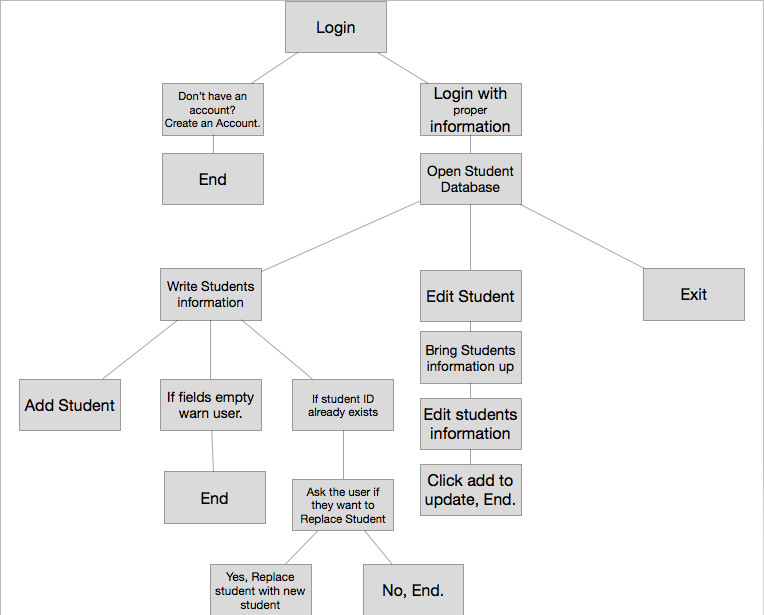 Login
Don't have an
account?
Create an Account.
Login with
proper
information
End
Open Student
Database
Write Students
information
Edit Student
Exit
Bring Students
information up
Add Student
If fields empty
warn user.
If student ID
already exists
Edit students
information
End
Ask the user if
they want to
Replace Student
Click add to
update, End.
Yes, Replace
student with new
student
No, End.